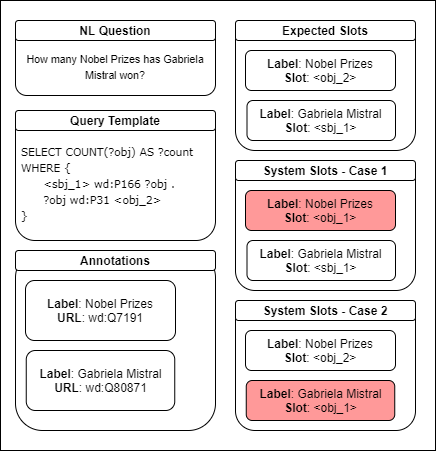 NL Question
How many Nobel Prizes has Gabriela
Mistral won?
Query Template
SELECT COUNT(?obj) AS ?count
WHERE {
<sbj_1> wd:P166 ?obj .
?obj wd:P31 <obj_2>
}
Annotations
Label: Nobel Prizes
URL: wd:Q7191
Label: Gabriela Mistral
URL: wd:Q80871
Expected Slots
Label: Nobel Prizes
Slot: <obj_2>
Label: Gabriela Mistral
Slot: <sbj_1>
System Slots - Case 1
Label: Nobel Prizes
Slot: <obj_1>
Label: Gabriela Mistral
Slot: <sbj_1>
System Slots - Case 2
Label: Nobel Prizes
Slot: <obj_2>
Label: Gabriela Mistral
Slot: <obj_1>